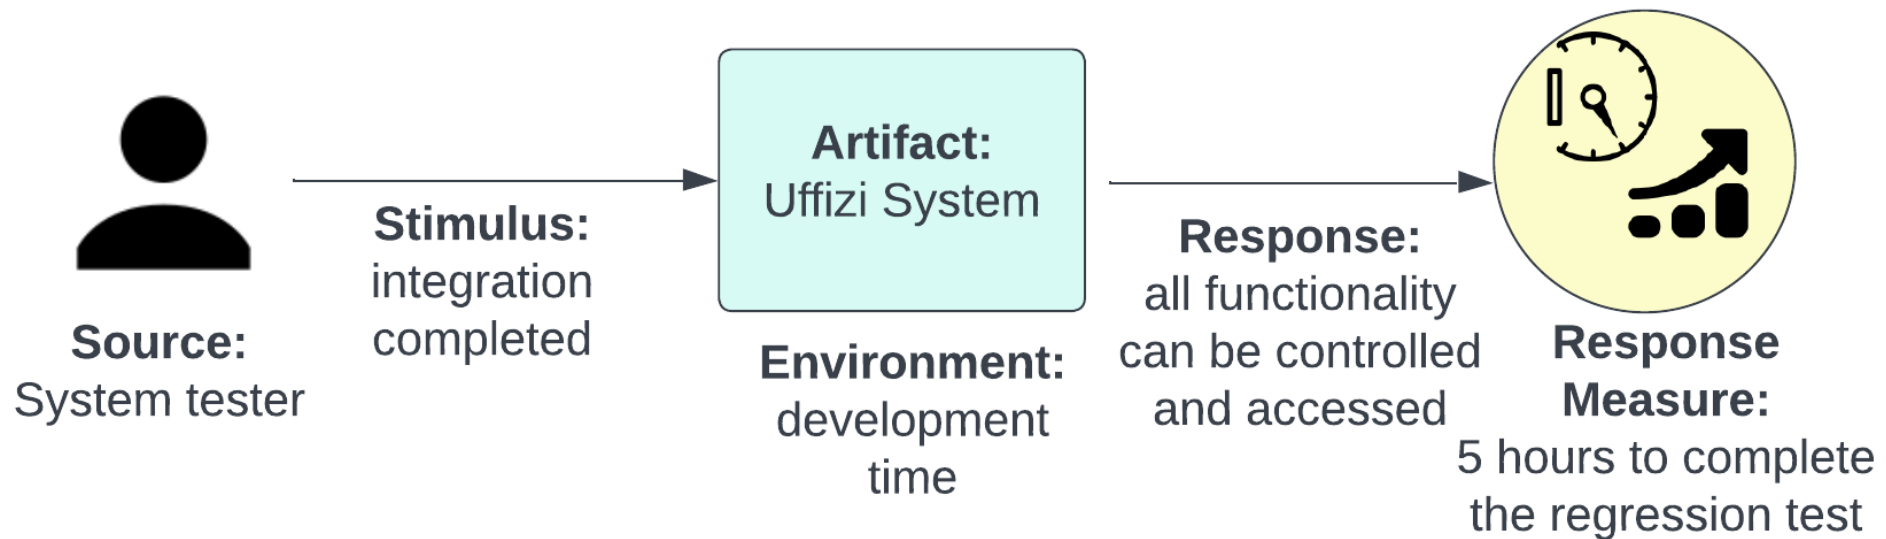 Source:
System tester
Stimulus:
integration
completed
Artifact:
Uffizi System
Environment:
development
time
Response:
all functionality
can be controlled
and accessed
Response
Measure:
5 hours to complete
the regression test